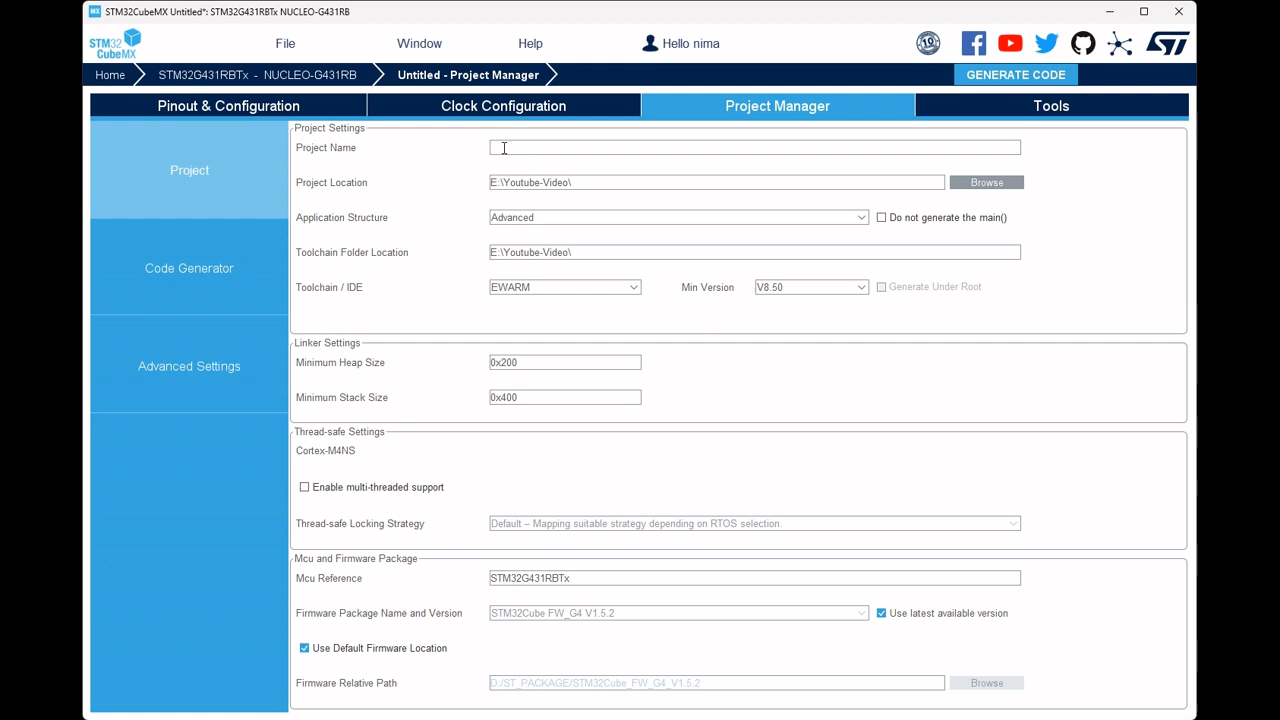 STM32CubeMX Untitled*: STM32G431RBTx NUCLEO-G431RB
STM32 CubeMX
File Window Help Hello nima
Home STM32G431RBTx - NUCLEO-G431RB Untitled - Project Manager GENERATE CODE
Pinout & Configuration Clock Configuration Project Manager Tools
Project
Code Generator
Advanced Settings
Project Settings
Project Name
Project Location E:\Youtube-Video\ Browse
Application Structure Advanced Do not generate the main()
Toolchain Folder Location E:\Youtube-Video\
Toolchain / IDE EWARM Min Version V8.50 Generate Under Root
Linker Settings
Minimum Heap Size 0x200
Minimum Stack Size 0x400
Thread-safe Settings
Cortex-M4NS
Enable multi-threaded support
Thread-safe Locking Strategy Default – Mapping suitable strategy depending on RTOS selection.
Mcu and Firmware Package
Mcu Reference STM32G431RBTx
Firmware Package Name and Version STM32Cube FW_G4 V1.5.2 Use latest available version
Use Default Firmware Location
Firmware Relative Path D:/ST_PACKAGE/STM32Cube_FW_G4_V1.5.2 Browse